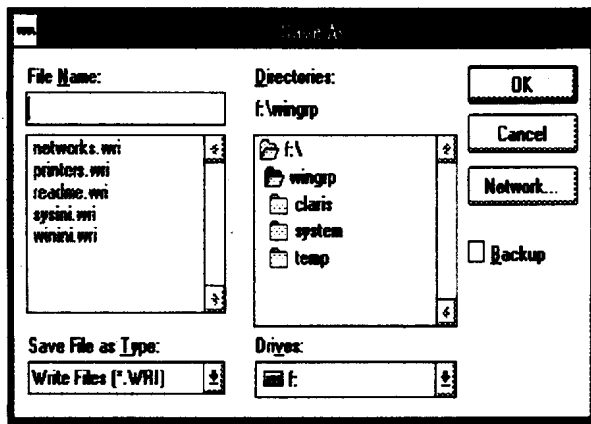 Save As
File Name:
Directories:
f:\wingrp
OK
Cancel
Network...
Backup
networks.wri
printers.wri
readme.wri
sysini.wri
winini.wri
f:\
wingrp
claris
system
temp
Save File as Type:
Write Files (*.WRI)
Drives:
f: